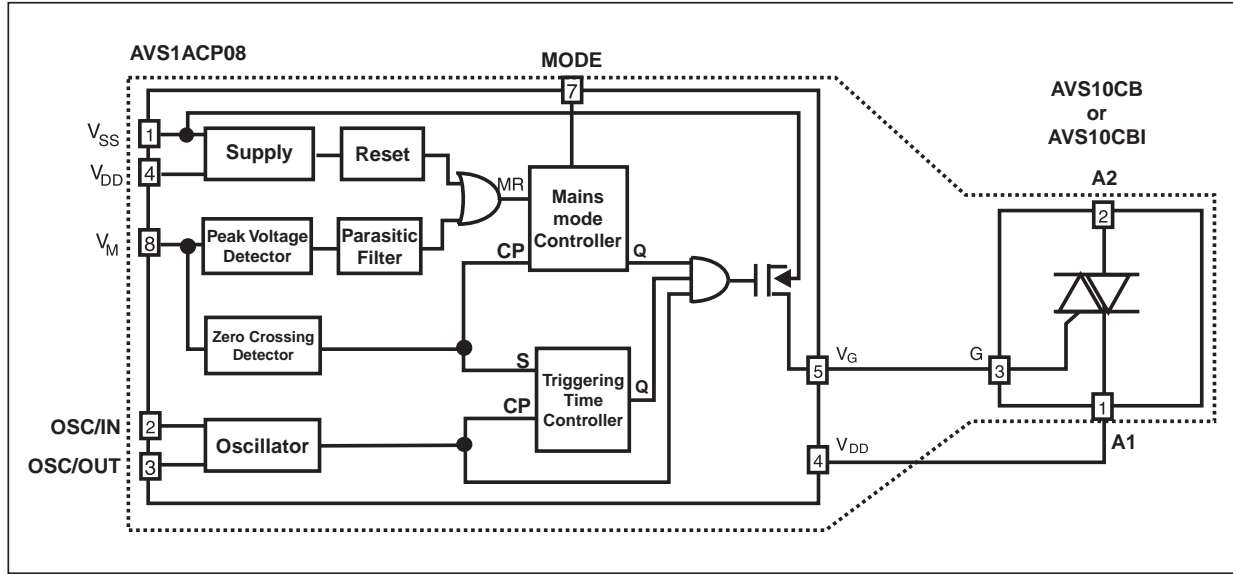 AVS1ACP08
MODE
7
AVS10CB
or
AVS10CBI
VSS
1
Supply
Reset
VDD
4
MR
Mains
mode
Controller
A2
2
VM
8
Peak Voltage
Detector
Parasitic
Filter
CP
Q
Zero Crossing
Detector
S
Triggering
Time
Controller
Q
CP
VG
5
G
3
OSC/IN
2
Oscillator
OSC/OUT
3
VDD
4
1
A1